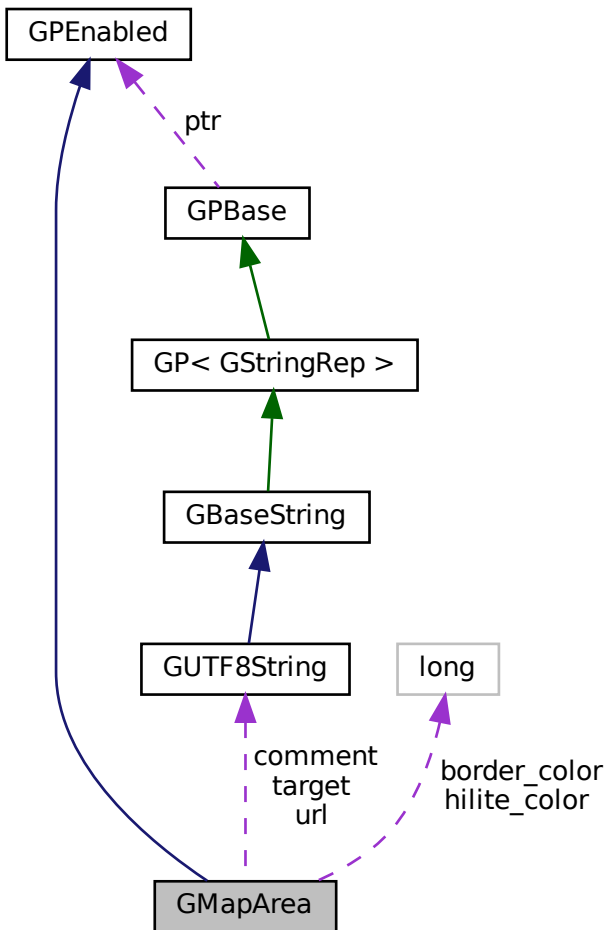 GPEnabled
ptr
GPBase
GP< GStringRep >
GBaseString
GUTF8String
long
comment
target
url
border_color
hilite_color
GMapArea